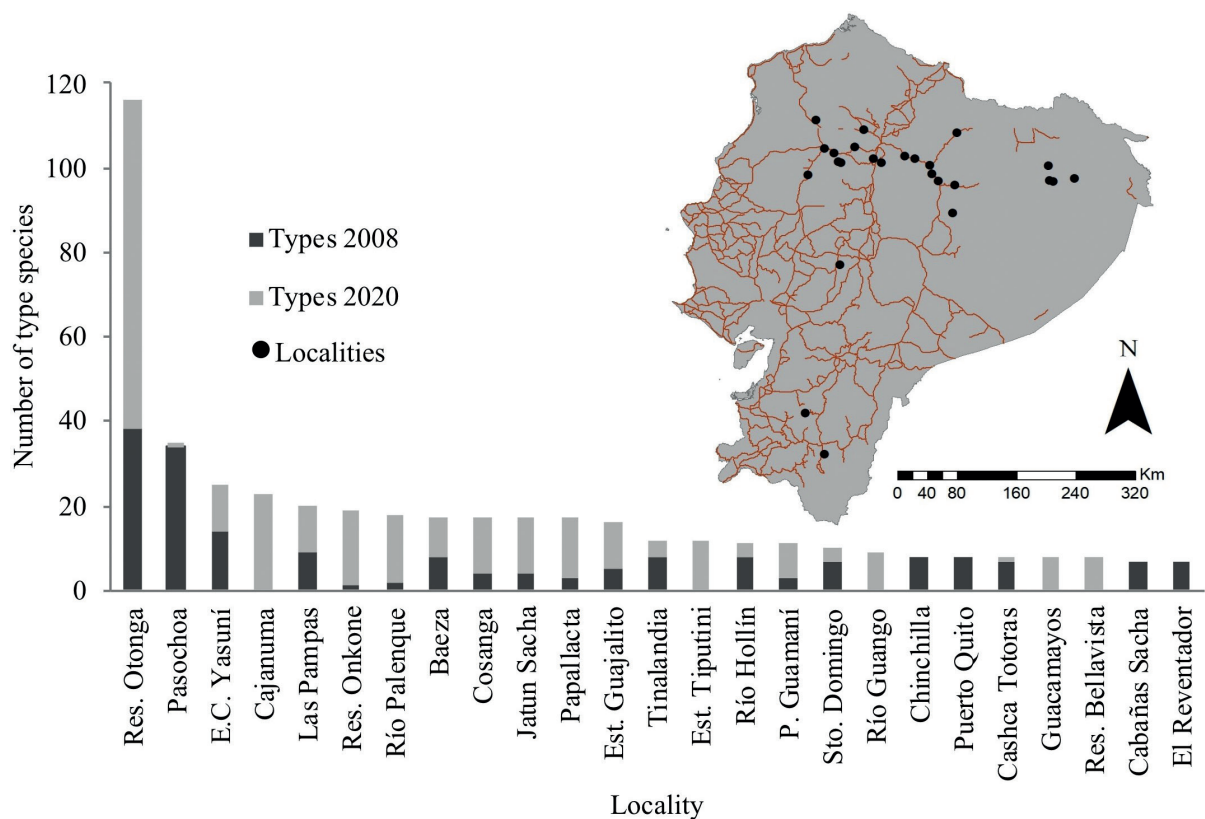 120
100
80
60
40
20
0
Number of type species
Types 2008
Types 2020
Localities
N
Km
0 40 80 160 240 320
Res. Otonga
Pasochoa
E.C. Yasuní
Cajanuma
Las Pampas
Res. Onkone
Río Palenque
Baeza
Cosanga
Jatun Sacha
Papallacta
Est. Guajalito
Tinalandia
Est. Tiputini
Río Hollín
P. Guamaní
Sto. Domingo
Río Guango
Chinchilla
Puerto Quito
Cashca Totoras
Guacamayos
Res. Bellavista
Cabañas Sacha
El Reventador
Locality